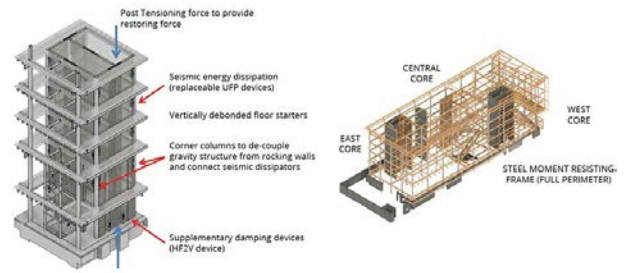 Post Tensioning force to provide
restoring force
Seismic energy dissipation
(replaceable UFP devices)
Vertically debonded floor starters
Corner columns to de-couple
gravity structure from rocking walls
and connect seismic dissipators
Supplementary damping devices
(HF2V device)
CENTRAL
CORE
WEST
CORE
EAST
CORE
STEEL MOMENT RESISTING
FRAME (FULL PERIMETER)